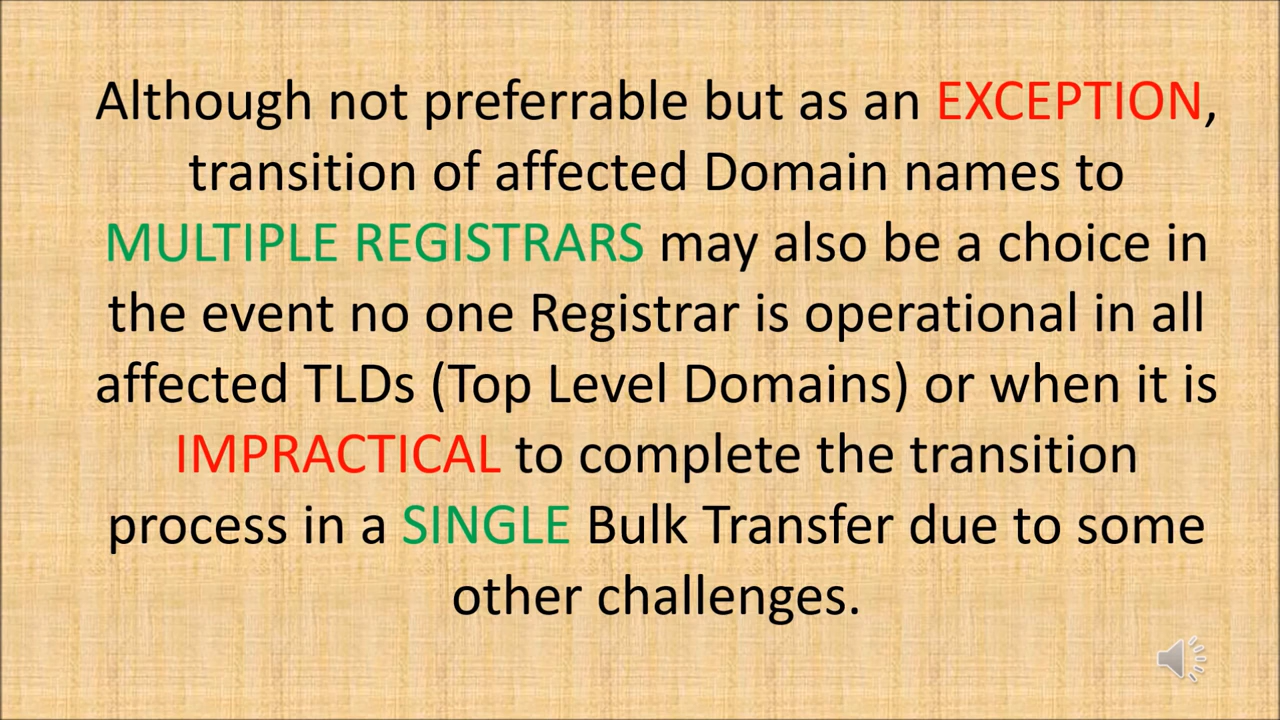 Although not preferrable but as an EXCEPTION,
transition of affected Domain names to
MULTIPLE REGISTRARS may also be a choice in
the event no one Registrar is operational in all
affected TLDs (Top Level Domains) or when it is
IMPRACTICAL to complete the transition
process in a SINGLE Bulk Transfer due to some
other challenges.